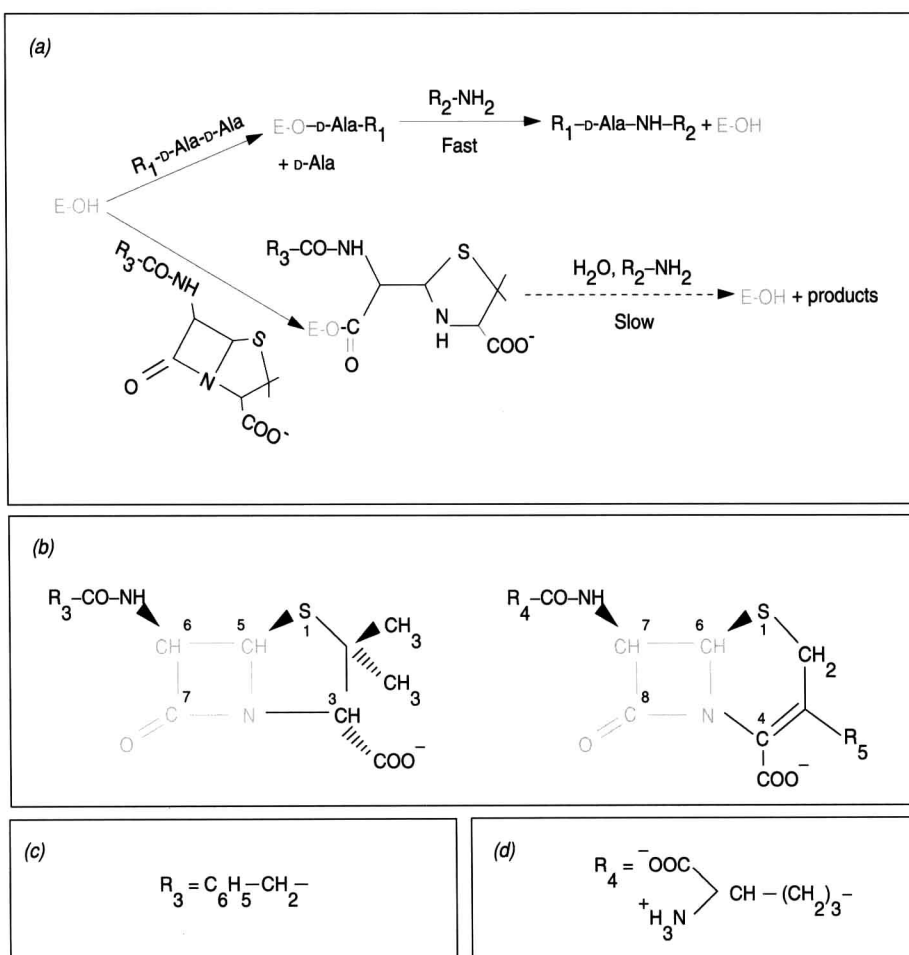 (a)
R2–NH2
E-O–D-Ala-R1
R1–D-Ala–NH–R2 + E-OH
Fast
+ D-Ala
R1-D-Ala-D-Ala
E-OH
R3–CO–NH
S
H2O, R2–NH2
R3–CO-NH
E-O–C
N
H
COO-
E-OH + products
Slow
O
S
O
N
COO-
(b)
R3–CO–NH
6
5
S
1
CH3
CH
CH
CH3
7
3
C
N
CH
O
COO–
R4–CO–NH
7
6
S
1
CH
CH
CH2
8
4
C
N
C
R5
O
COO–
(c)
R3 = C6H5–CH2–
(d)
R4 = –OOC
CH – (CH2)3–
+H3N